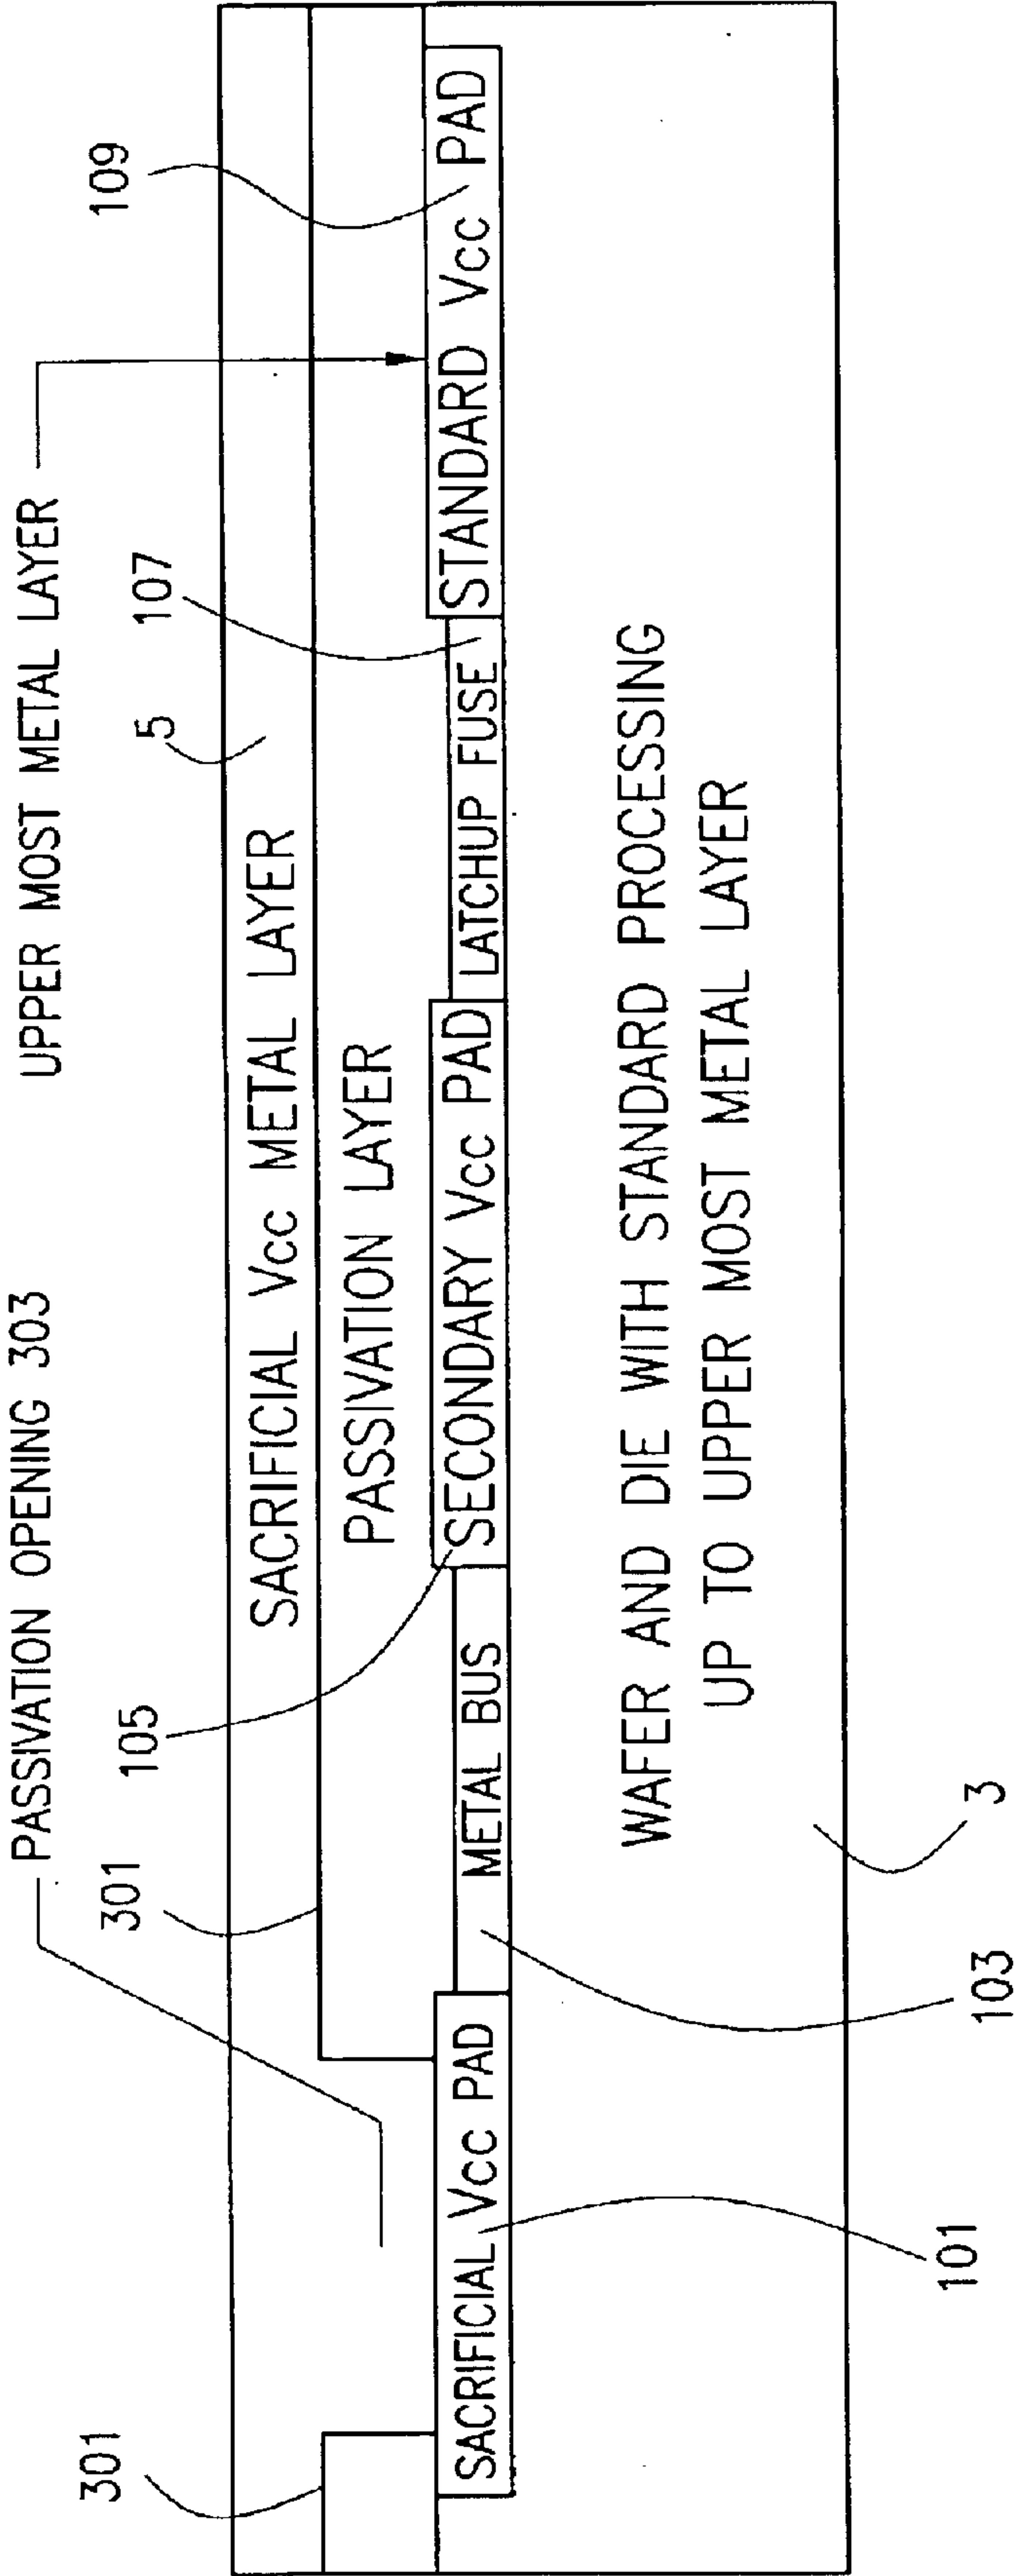 UPPER MOST METAL LAYER
PASSIVATION OPENING 303
301
301
105
5
107
109
SACRIFICIAL Vcc METAL LAYER
PASSIVATION LAYER
SACRIFICIAL Vcc PAD
METAL BUS
SECONDARY Vcc PAD
LATCHUP FUSE
STANDARD Vcc PAD
WAFER AND DIE WITH STANDARD PROCESSING
UP TO UPPER MOST METAL LAYER
101
103
3